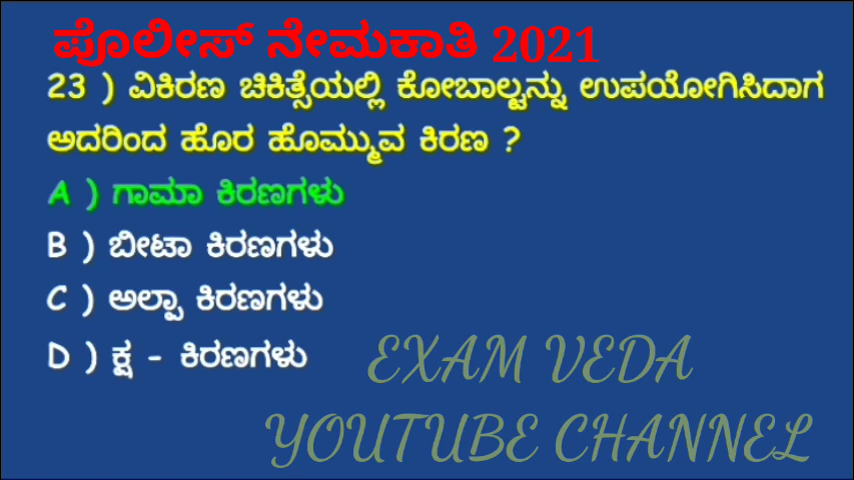 ಪೊಲೀಸ್ ನೇಮಕಾತಿ 2021
23 ) ವಿಕಿರಣ ಚಿಕಿತ್ಸೆಯಲ್ಲಿ ಕೋಬಾಲ್ಟನ್ನು ಉಪಯೋಗಿಸಿದಾಗ
ಅದರಿಂದ ಹೊರ ಹೊಮ್ಮುವ ಕಿರಣ ?
A ) ಗಾಮಾ ಕಿರಣಗಳು
B ) ಬೀಟಾ ಕಿರಣಗಳು
C ) ಅಲ್ಪಾ ಕಿರಣಗಳು
D ) ಕ್ಷ - ಕಿರಣಗಳು
EXAM VEDA
YOUTUBE CHANNEL